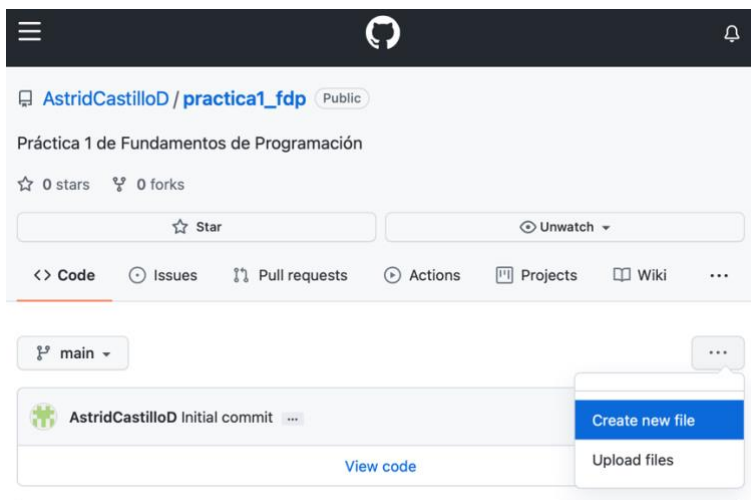 AstridCastilloD / practica1_fdp Public
Práctica 1 de Fundamentos de Programación
0 stars 0 forks
Star Unwatch
<> Code Issues Pull requests Actions Projects Wiki ...
main ...
AstridCastilloD Initial commit ...
Create new file
Upload files
View code